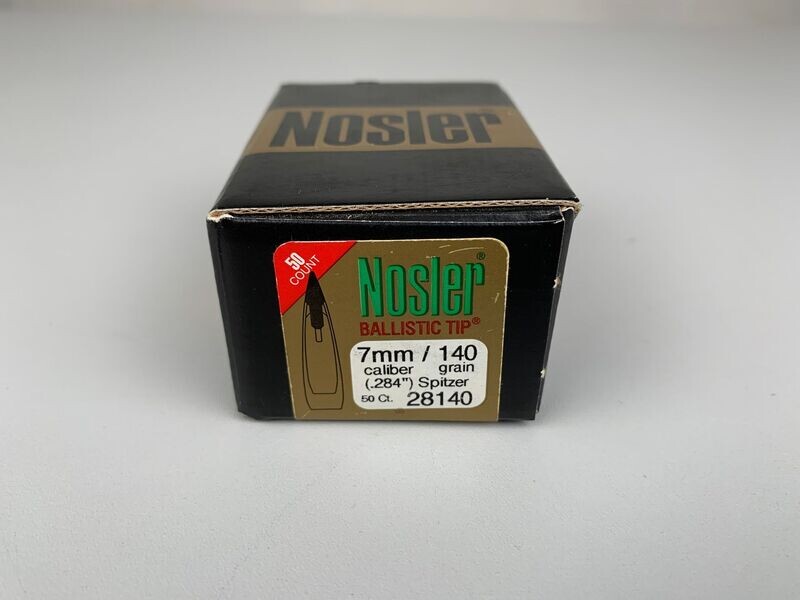 Nosler®
50
COUNT
Nosler®
BALLISTIC TIP®
7mm / 140
caliber grain
(.284") Spitzer
50 Ct. 28140